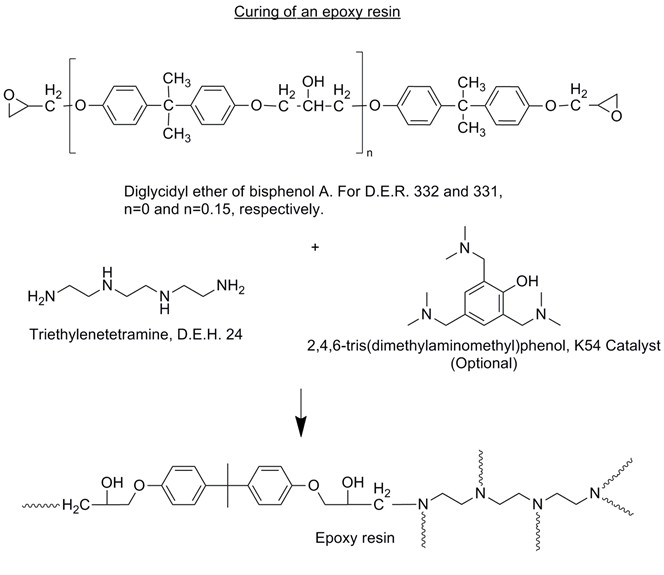 Curing of an epoxy resin
O H2 C O CH3 C CH3 O H2 C OH C H H2 C O CH3 C CH3 O H2 C O
n
Diglycidyl ether of bisphenol A. For D.E.R. 332 and 331,
n=0 and n=0.15, respectively.
+
H2N H N N H NH2
N OH N N
Triethylenetetramine, D.E.H. 24
2,4,6-tris(dimethylaminomethyl)phenol, K54 Catalyst
(Optional)
H2C OH O O OH H2 C N N N N
Epoxy resin